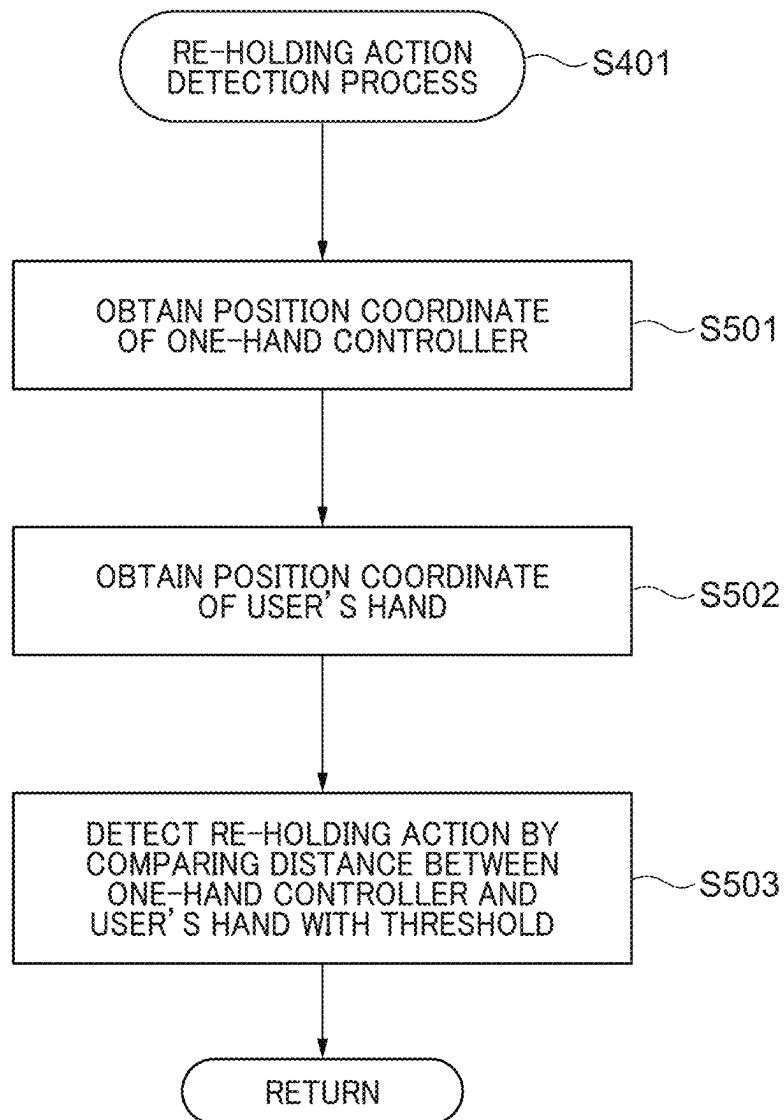 RE-HOLDING ACTION
DETECTION PROCESS
S401
OBTAIN POSITION COORDINATE
OF ONE-HAND CONTROLLER
S501
OBTAIN POSITION COORDINATE
OF USER'S HAND
S502
DETECT RE-HOLDING ACTION BY
COMPARING DISTANCE BETWEEN
ONE-HAND CONTROLLER AND
USER'S HAND WITH THRESHOLD
S503
RETURN